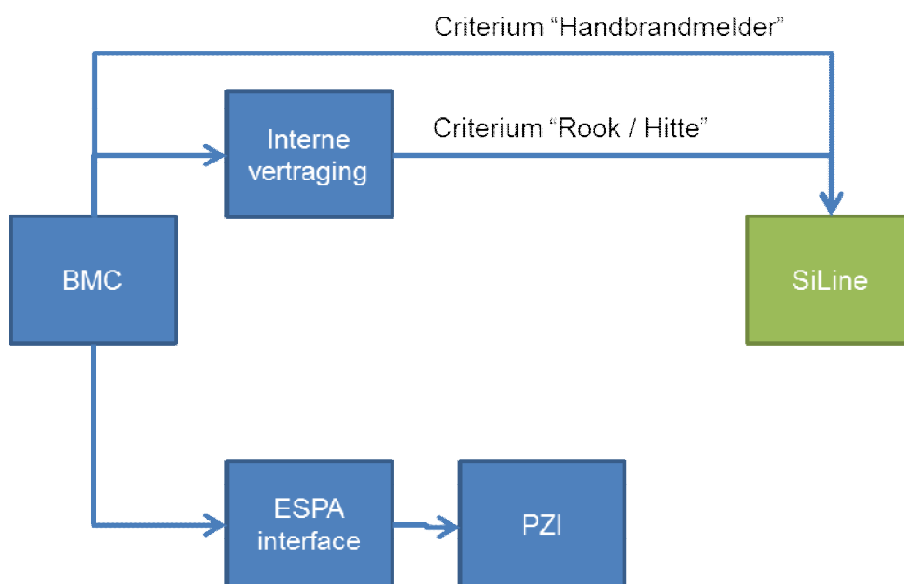 Criterium “Handbrandmelder”
Interne
vertraging
Criterium “Rook / Hitte”
BMC
SiLine
ESPA
interface
PZI